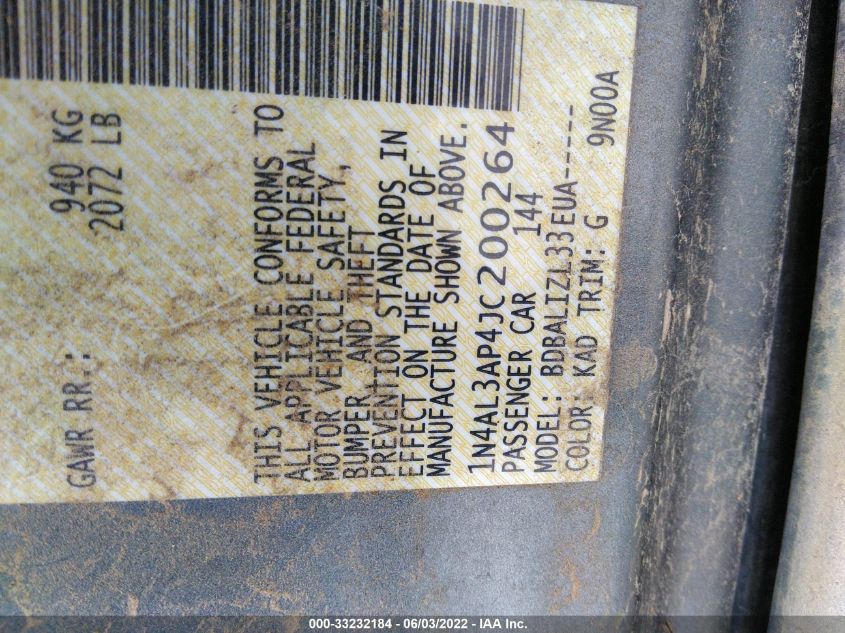 GAWR RR.: 940 KG
2072 LB
THIS VEHICLE CONFORMS TO
ALL APPLICABLE FEDERAL
MOTOR VEHICLE SAFETY,
BUMPER AND THEFT
PREVENTION STANDARDS IN
EFFECT ON THE DATE OF
MANUFACTURE SHOWN ABOVE.
1N4AL3AP4JC200264
PASSENGER CAR 144
MODEL: BDBALIZL33EUA-----
COLOR: KAD TRIM: G 9N00A
000-33232184 - 06/03/2022 - 1IAAI Inc.